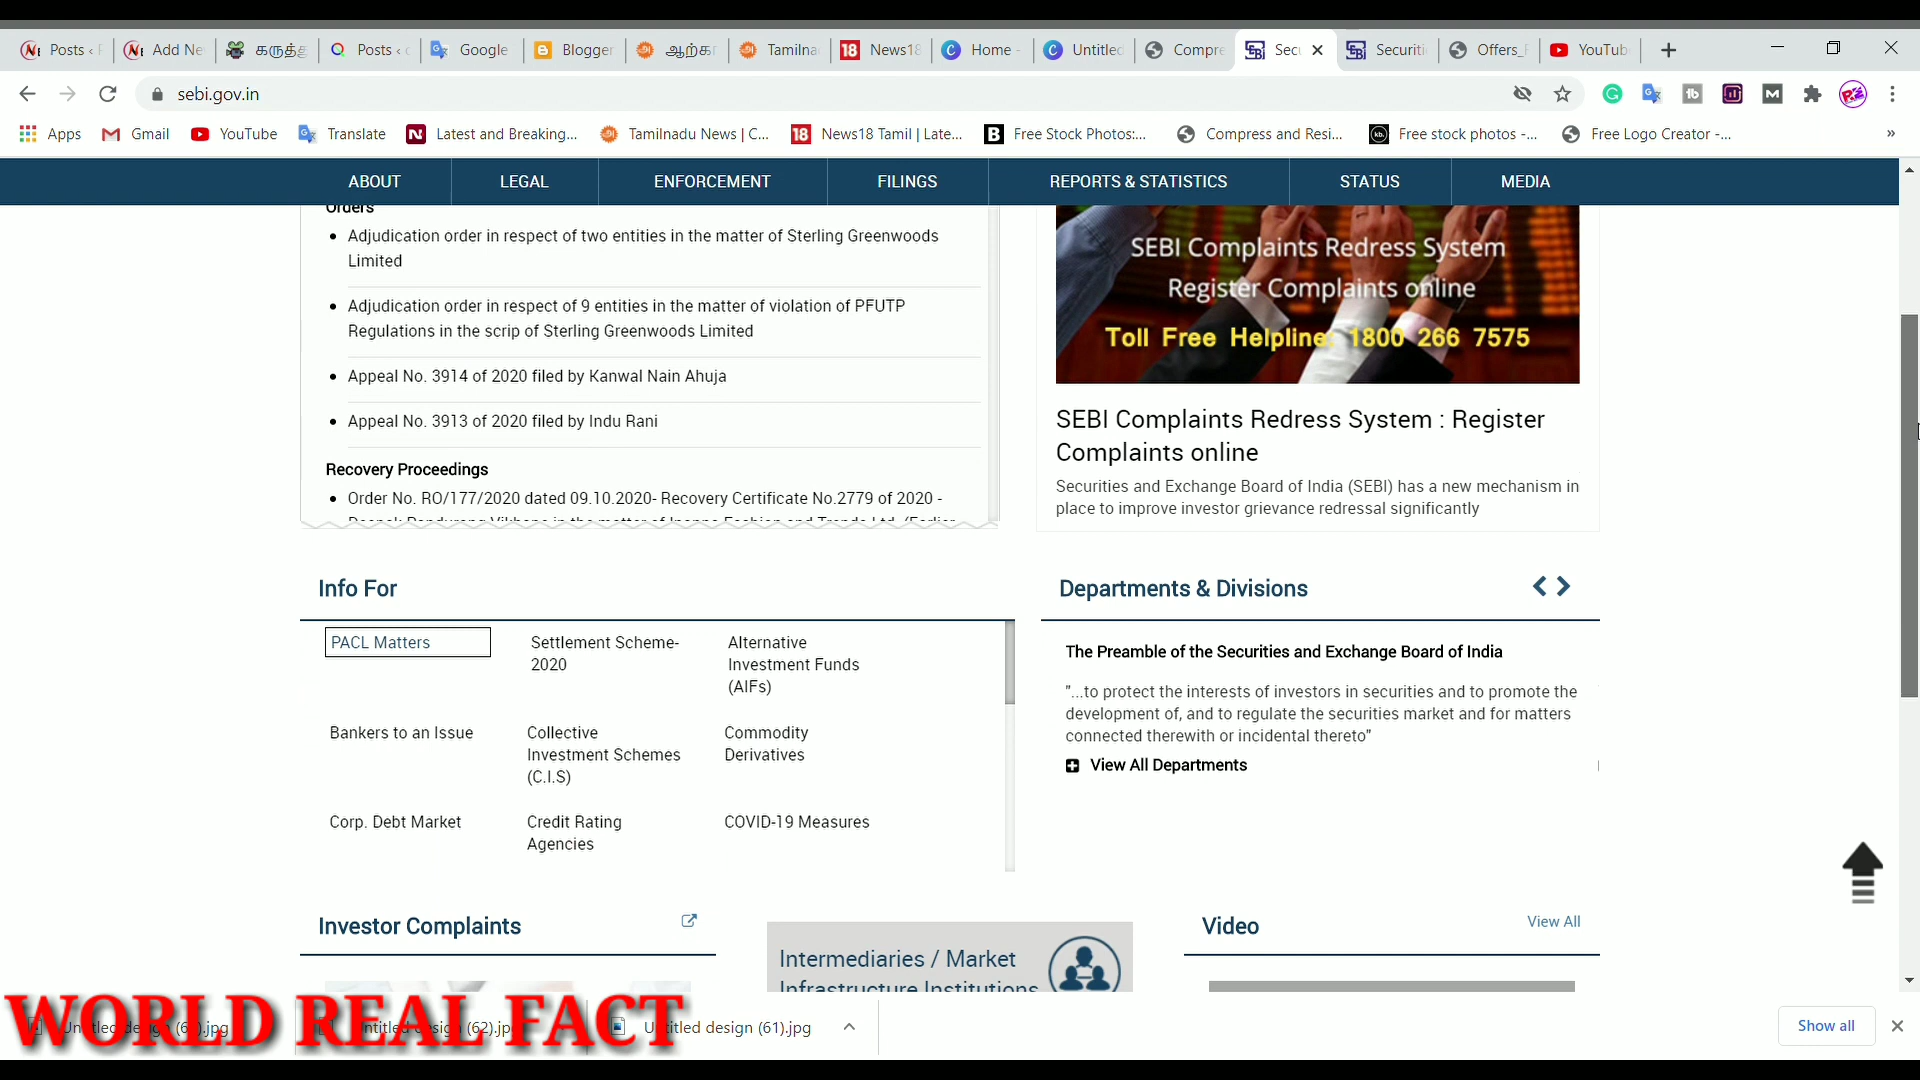 Posts ‹
Add Ne
கருத்
Posts ‹
Google
Blogger
ஆற்க
Tamilna
News18
Home -
Untitled
Compre
Secu
Securiti
Offers_
YouTub
sebi.gov.in
Apps
Gmail
YouTube
Translate
Latest and Breaking...
Tamilnadu News | C...
News18 Tamil | Late...
Free Stock Photos:...
Compress and Resi...
Free stock photos -...
Free Logo Creator -...
»
ABOUT
LEGAL
ENFORCEMENT
FILINGS
REPORTS & STATISTICS
STATUS
MEDIA
Orders
Adjudication order in respect of two entities in the matter of Sterling Greenwoods
Limited
Adjudication order in respect of 9 entities in the matter of violation of PFUTP
Regulations in the scrip of Sterling Greenwoods Limited
Appeal No. 3914 of 2020 filed by Kanwal Nain Ahuja
Appeal No. 3913 of 2020 filed by Indu Rani
Recovery Proceedings
Order No. RO/177/2020 dated 09.10.2020- Recovery Certificate No.2779 of 2020 -
SEBI Complaints Redress System
Register Complaints online
Toll Free Helpline: 1800 266 7575
SEBI Complaints Redress System : Register
Complaints online
Securities and Exchange Board of India (SEBI) has a new mechanism in
place to improve investor grievance redressal significantly
Info For
PACL Matters
Settlement Scheme-
2020
Alternative
Investment Funds
(AIFs)
Bankers to an Issue
Collective
Investment Schemes
(C.I.S)
Commodity
Derivatives
Corp. Debt Market
Credit Rating
Agencies
COVID-19 Measures
Departments & Divisions
The Preamble of the Securities and Exchange Board of India
"...to protect the interests of investors in securities and to promote the
development of, and to regulate the securities market and for matters
connected therewith or incidental thereto"
View All Departments
Investor Complaints
Intermediaries / Market
Infrastructure Institutions
Video
View All
WORLD REAL FACT
Untitled design (62).jpg
Untitled design (61).jpg
Show all